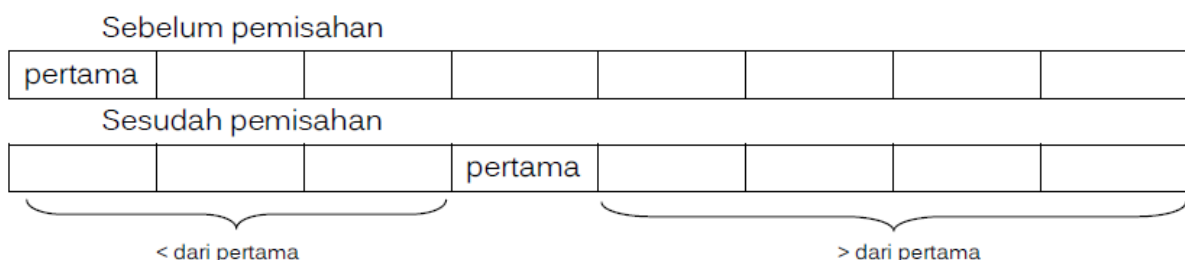 Sebelum pemisahan
pertama
Sesudah pemisahan
pertama
< dari pertama
> dari pertama